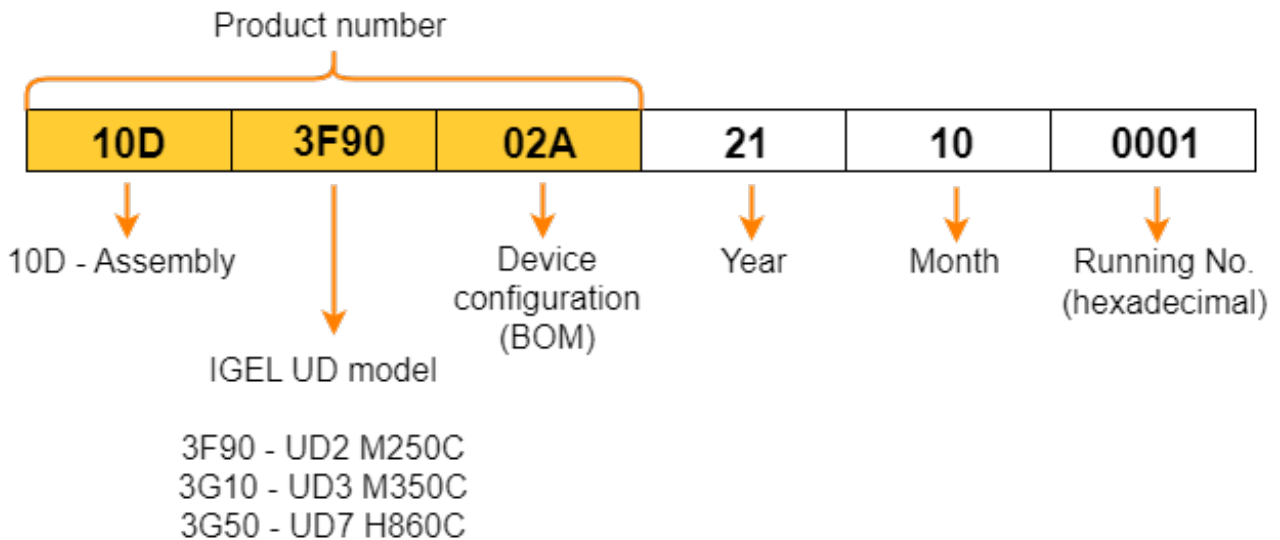 Product number
10D 3F90 02A 21 10 0001
10D - Assembly
Device
configuration
(BOM)
Year
Month
Running No.
(hexadecimal)
IGEL UD model
3F90 - UD2 M250C
3G10 - UD3 M350C
3G50 - UD7 H860C